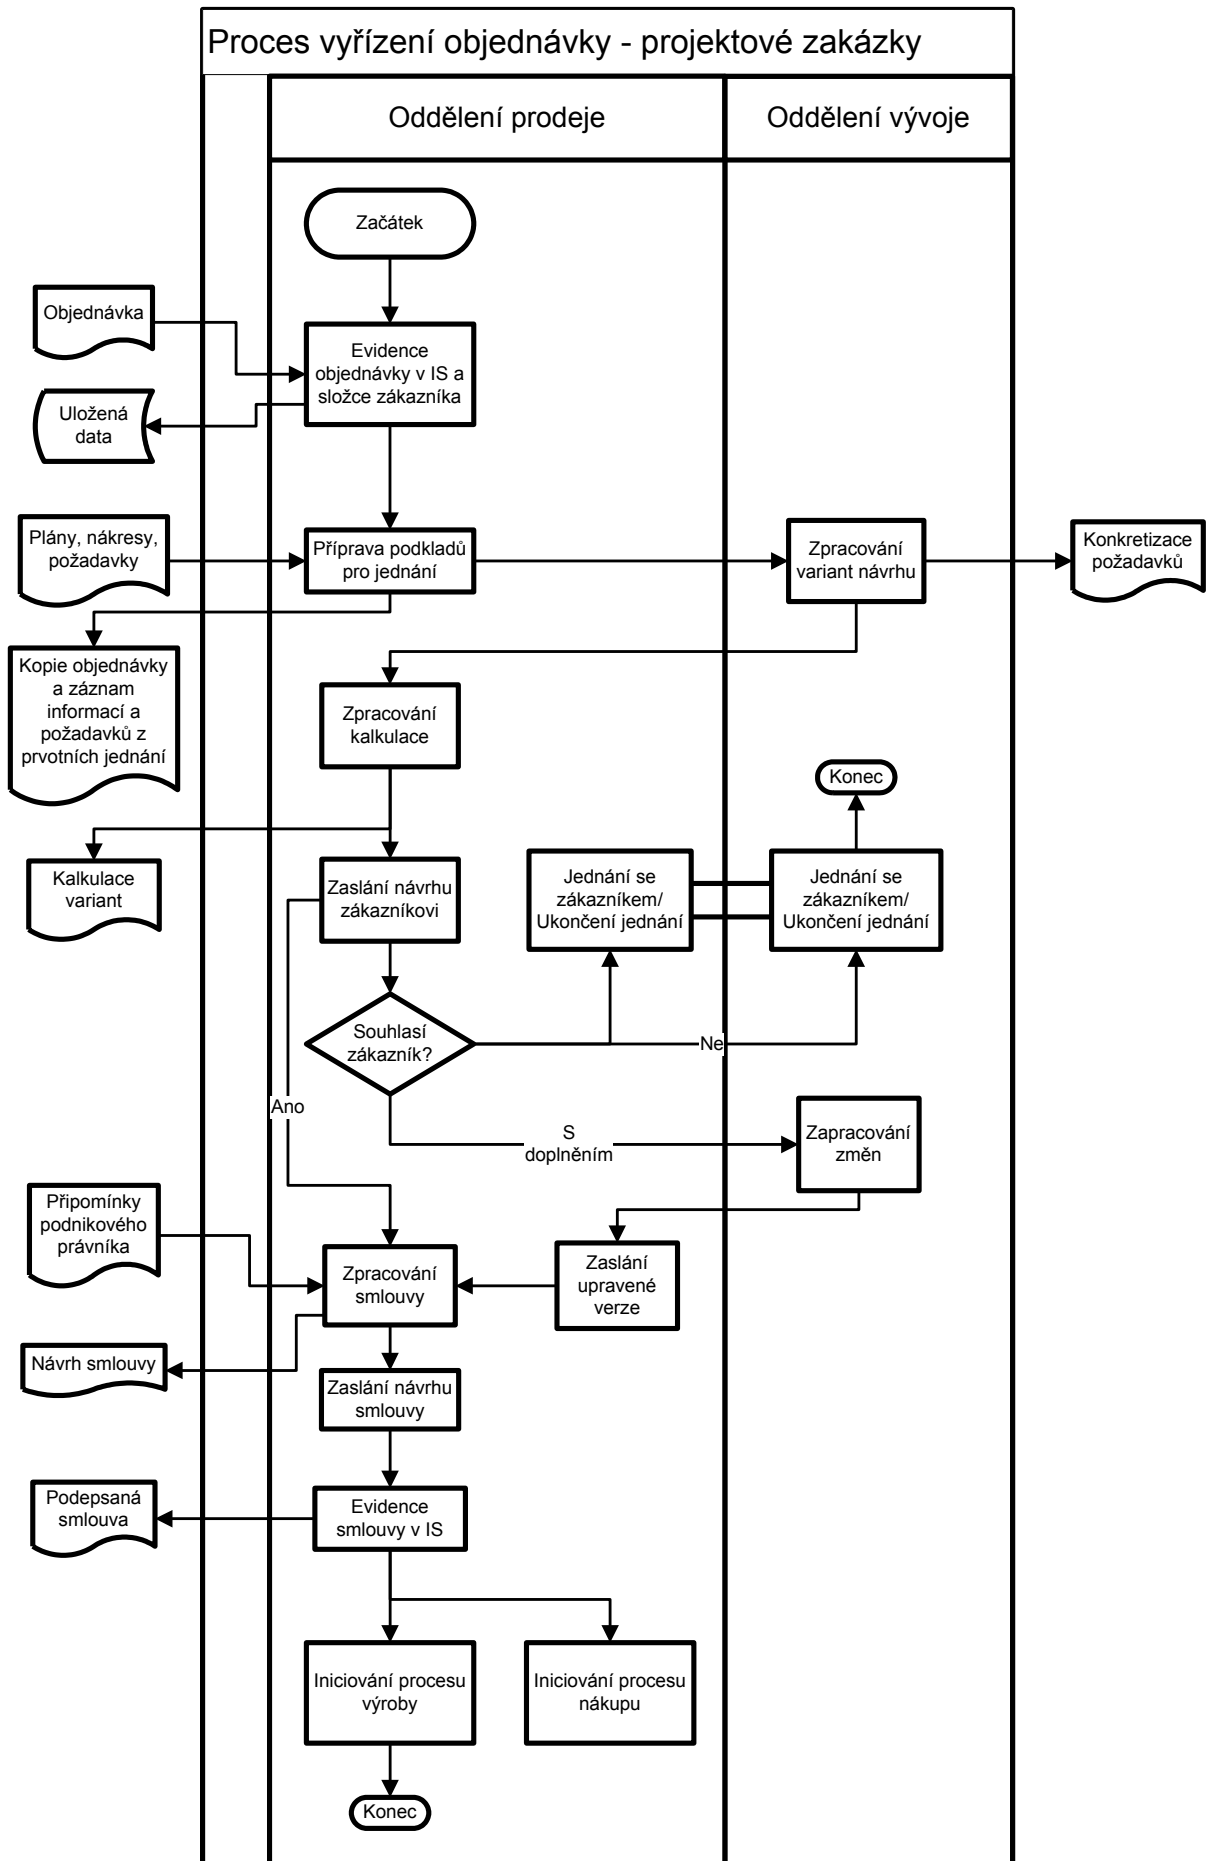 Proces vyřízení objednávky - projektové zakázky
Oddělení prodeje
Oddělení vývoje
Začátek
Objednávka
Evidence
objednávky v IS a
složce zákazníka
Uložená
data
Plány, nákresy,
požadavky
Příprava podkladů
pro jednání
Zpracování
variant návrhu
Konkretizace
požadavků
Kopie objednávky
a záznam
informací a
požadavků z
prvotních jednání
Zpracování
kalkulace
Konec
Kalkulace
variant
Zaslání návrhu
zákazníkovi
Jednání se
zákazníkem/
Ukončení jednání
Jednání se
zákazníkem/
Ukončení jednání
Souhlasí
zákazník?
Ne
Ano
S
doplněním
Zapracování
změn
Připomínky
podnikového
právníka
Zpracování
smlouvy
Zaslání
upravené
verze
Návrh smlouvy
Zaslání návrhu
smlouvy
Podepsaná
smlouva
Evidence
smlouvy v IS
Iniciování procesu
výroby
Iniciování procesu
nákupu
Konec